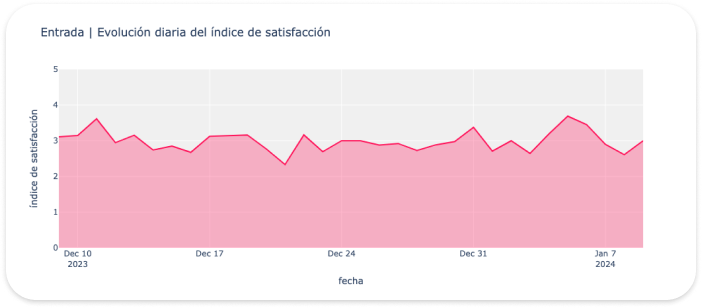 Entrada | Evolución diaria del índice de satisfacción
5
4
3
2
1
0
índice de satisfacción
Dec 10
2023
Dec 17
Dec 24
Dec 31
Jan 7
2024
fecha